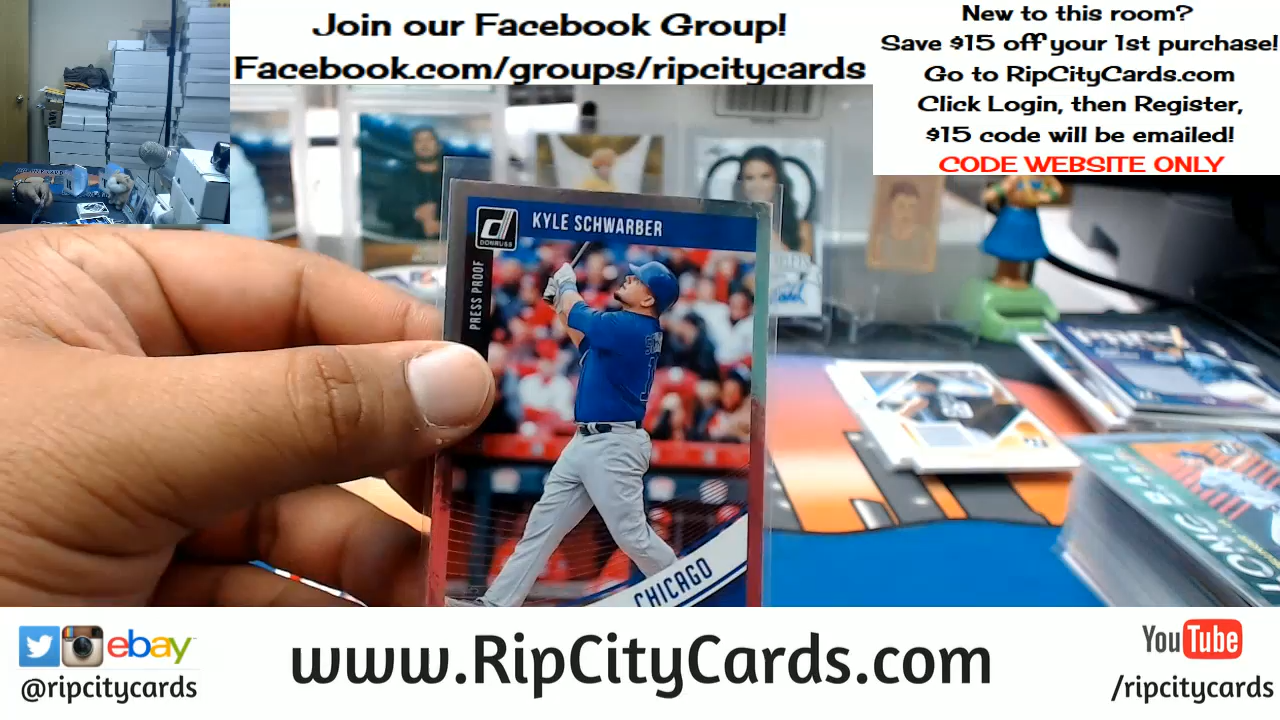 Join our Facebook Group!
Facebook.com/groups/ripcitycards
New to this room?
Save $15 off your 1st purchase!
Go to RipCityCards.com
Click Login, then Register,
$15 code will be emailed!
CODE WEBSITE ONLY
DONRUSS
KYLE SCHWARBER
PRESS PROOF
CHICAGO
ebay
@ripcitycards
www.RipCityCards.com
YouTube
/ripcitycards